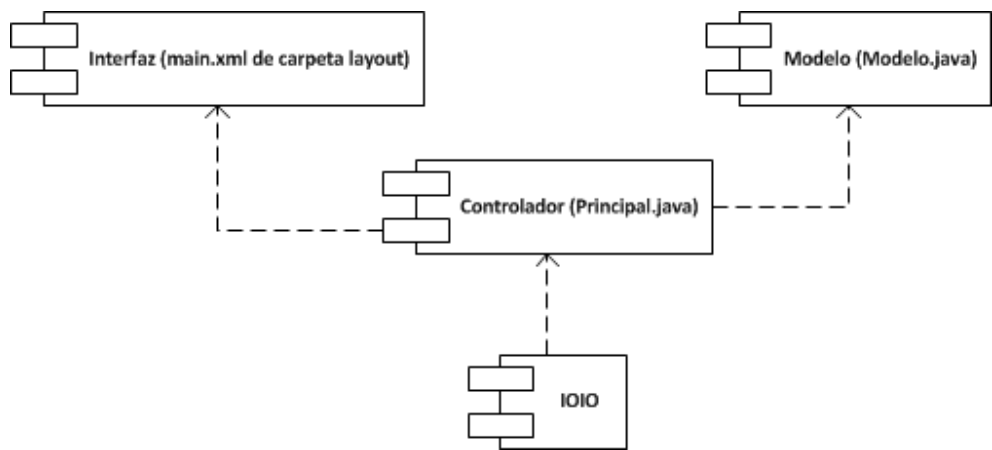 Interfaz (main.xml de carpeta layout)
Modelo (Modelo.java)
Controlador (Principal.java)
IOIO